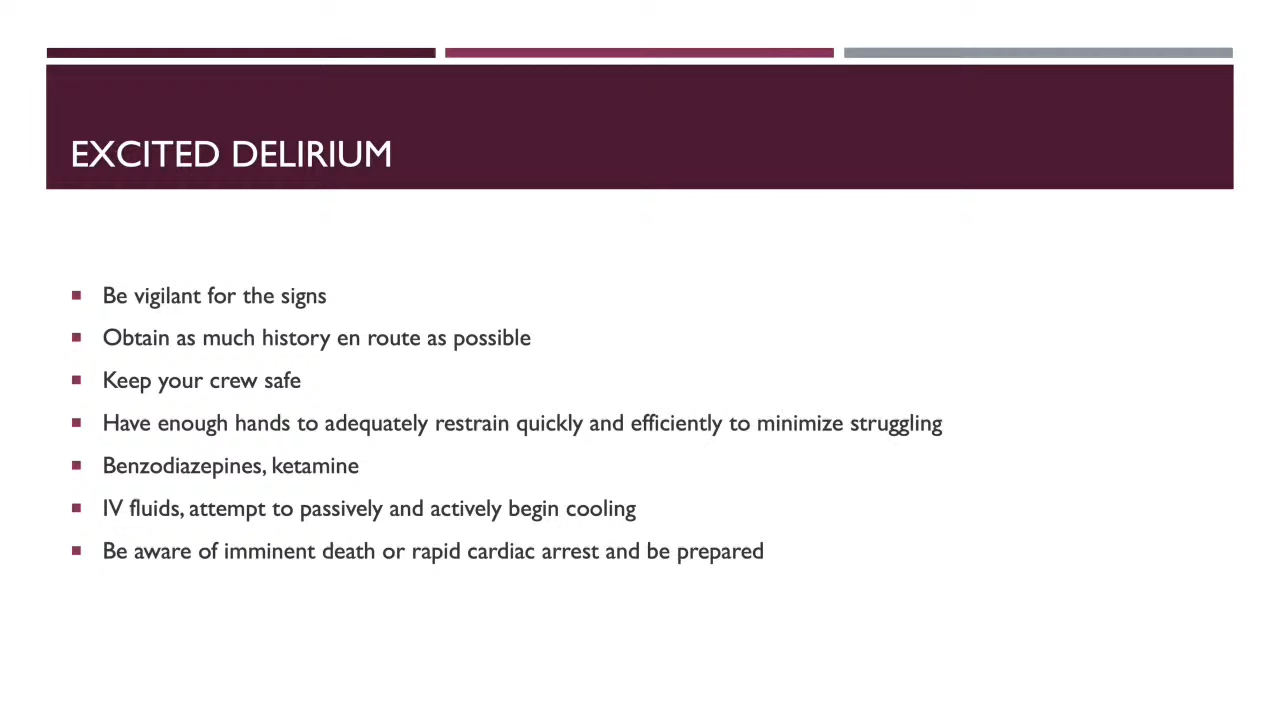 EXCITED DELIRIUM
Be vigilant for the signs
Obtain as much history en route as possible
Keep your crew safe
Have enough hands to adequately restrain quickly and efficiently to minimize struggling
Benzodiazepines, ketamine
IV fluids, attempt to passively and actively begin cooling
Be aware of imminent death or rapid cardiac arrest and be prepared